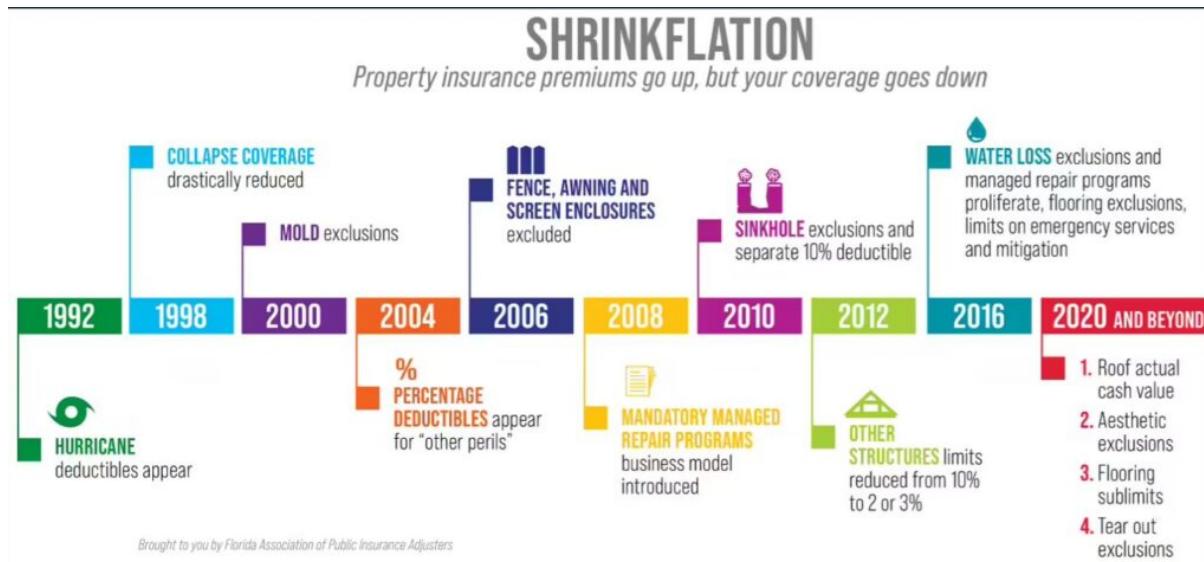 SHRINKFLATION
Property insurance premiums go up, but your coverage goes down
COLLAPSE COVERAGE
drastically reduced
MOLD exclusions
FENCE, AWNING AND
SCREEN ENCLOSURES
excluded
SINKHOLE exclusions and
separate 10% deductible
WATER LOSS exclusions and
managed repair programs
proliferate, flooring exclusions,
limits on emergency services
and mitigation
1992
1998
2000
2004
2006
2008
2010
2012
2016
2020 AND BEYOND
HURRICANE
deductibles appear
%
PERCENTAGE
DEDUCTIBLES appear
for “other perils”
MANDATORY MANAGED
REPAIR PROGRAMS
business model
introduced
OTHER
STRUCTURES limits
reduced from 10%
to 2 or 3%
1. Roof actual
cash value
2. Aesthetic
exclusions
3. Flooring
sublimits
4. Tear out
exclusions
Brought to you by Florida Association of Public Insurance Adjusters